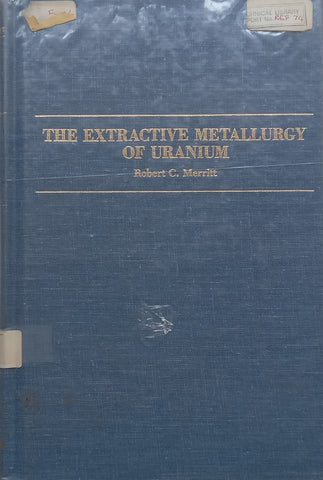 THE EXTRACTIVE METALLURGY
OF URANIUM
Robert C. Merritt